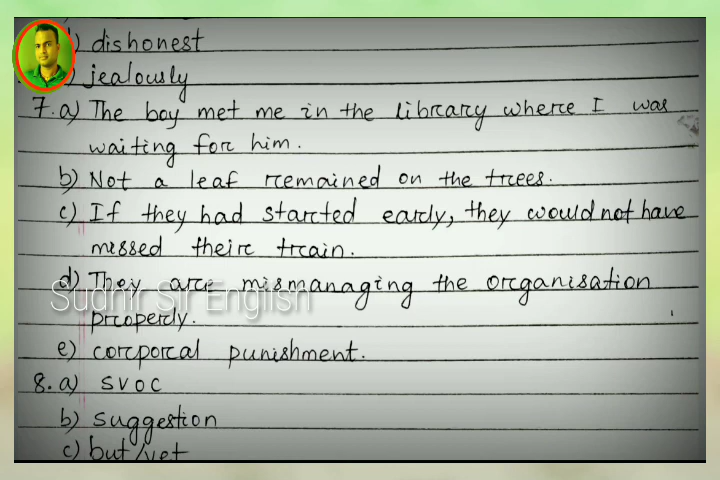 d) dishonest
) jealously
7. a) The boy met me in the library where I was
waiting for him.
b) Not a leaf remained on the trees.
c) If they had started early, they would not have
missed their train.
d) They are mismanaging the organisation
Sudhir Sir English
properly.
e) corporal punishment.
8. a) SVOC
b) suggestion
c) but/yet